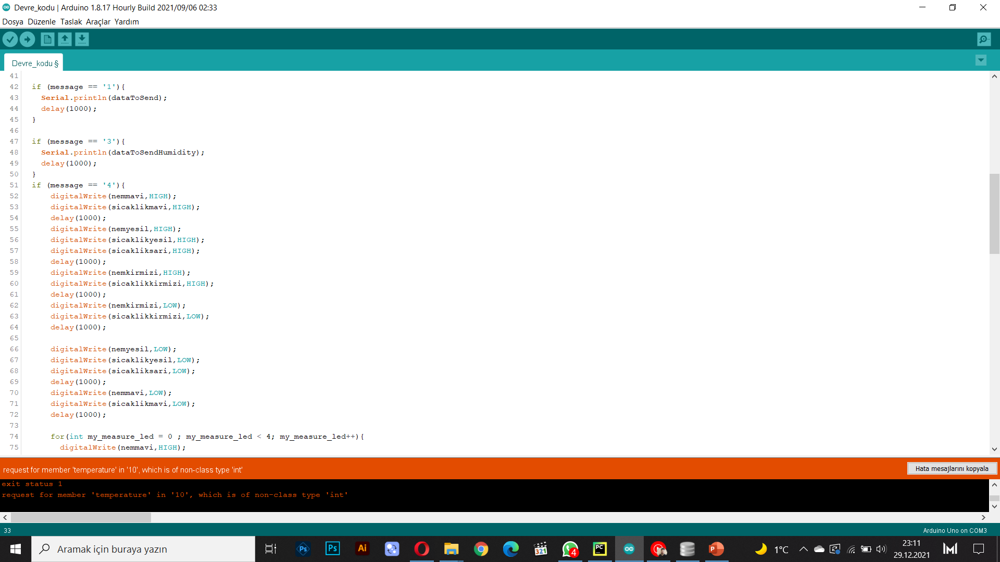 Devre_kodu | Arduino 1.8.17 Hourly Build 2021/09/06 02:33
Dosya Düzenle Taslak Araçlar Yardım
Devre_kodu §
41
42 if (message == '1'){
43 Serial.println(dataToSend);
44 delay(1000);
45 }
46
47 if (message == '3'){
48 Serial.println(dataToSendHumidity);
49 delay(1000);
50 }
51 if (message == '4'){
52 digitalWrite(nemmavi,HIGH);
53 digitalWrite(sicaklikmavi,HIGH);
54 delay(1000);
55 digitalWrite(nemyesil,HIGH);
56 digitalWrite(sicaklikyesil,HIGH);
57 digitalWrite(sicakliksari,HIGH);
58 delay(1000);
59 digitalWrite(nemkirmizi,HIGH);
60 digitalWrite(sicaklikkirmizi,HIGH);
61 delay(1000);
62 digitalWrite(nemkirmizi,LOW);
63 digitalWrite(sicaklikkirmizi,LOW);
64 delay(1000);
65
66 digitalWrite(nemyesil,LOW);
67 digitalWrite(sicaklikyesil,LOW);
68 digitalWrite(sicakliksari,LOW);
69 delay(1000);
70 digitalWrite(nemmavi,LOW);
71 digitalWrite(sicaklikmavi,LOW);
72 delay(1000);
73
74 for(int my_measure_led = 0 ; my_measure_led < 4; my_measure_led++){
75 digitalWrite(nemmavi,HIGH);
request for member 'temperature' in '10', which is of non-class type 'int'
Hata mesajlarını kopyala
exit status 1
request for member 'temperature' in '10', which is of non-class type 'int'
33
Arduino Uno on COM3
Aramak için buraya yazın
Ps
Ps
Ai
321
4
PC
P
1°C
23:11
29.12.2021